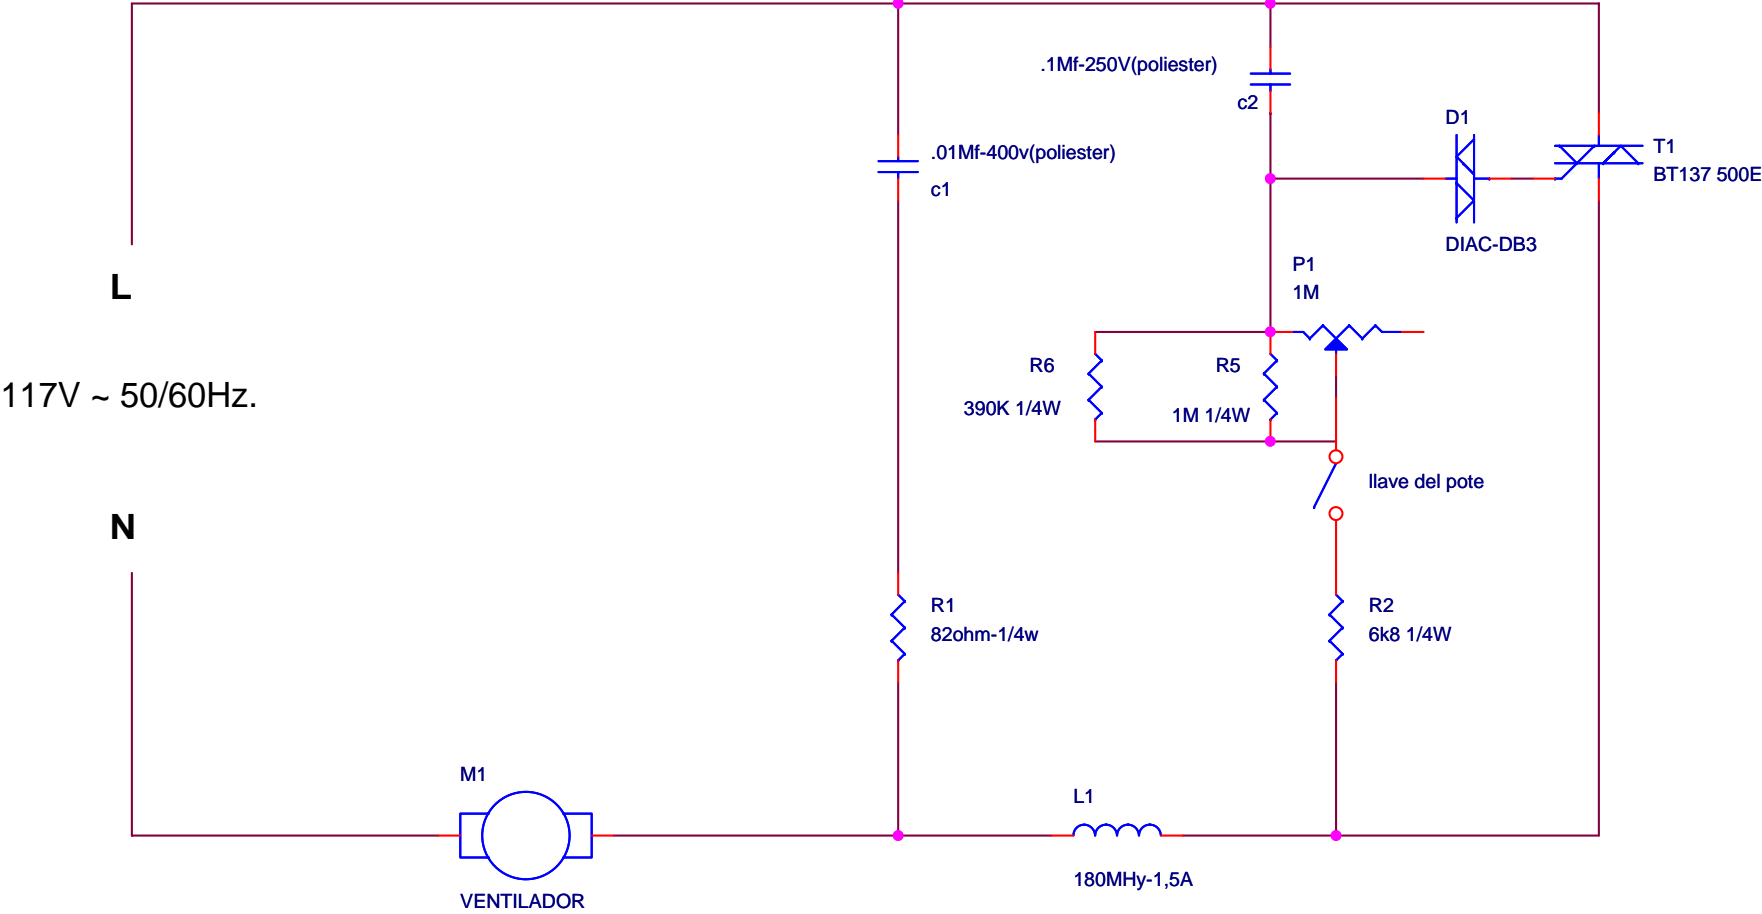 .1Mf-250V(poliester)
c2
D1
.01Mf-400v(poliester)
T1
BT137 500E
c1
DIAC-DB3
P1
1M
L
R6
R5
117V ~ 50/60Hz.
390K 1/4W
1M 1/4W
llave del pote
N
R1
82ohm-1/4w
R2
6k8 1/4W
M1
L1
180MHy-1,5A
VENTILADOR